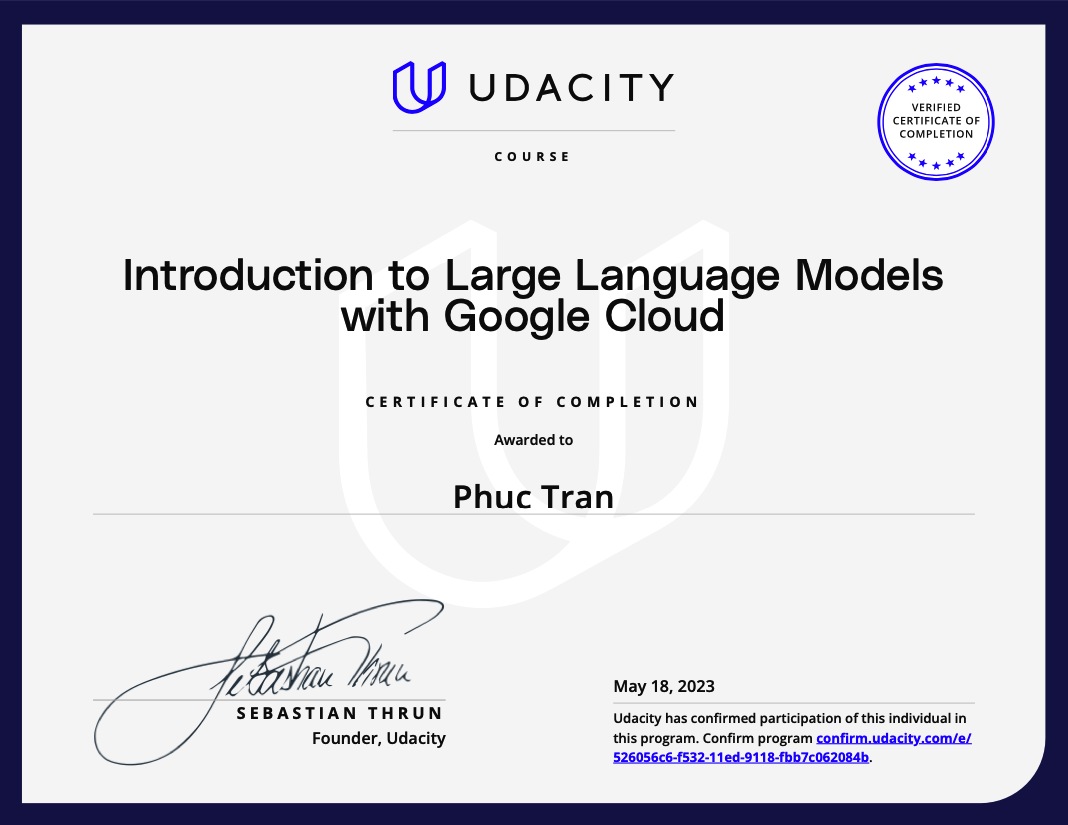 UDACITY
VERIFIED
CERTIFICATE OF
COMPLETION
COURSE
Introduction to Large Language Models
with Google Cloud
CERTIFICATE OF COMPLETION
Awarded to
Phuc Tran
Sebastian Thrun
SEBASTIAN THRUN
Founder, Udacity
May 18, 2023
Udacity has confirmed participation of this individual in
this program. Confirm program confirm.udacity.com/e/
526056c6-f532-11ed-9118-fbb7c062084b.